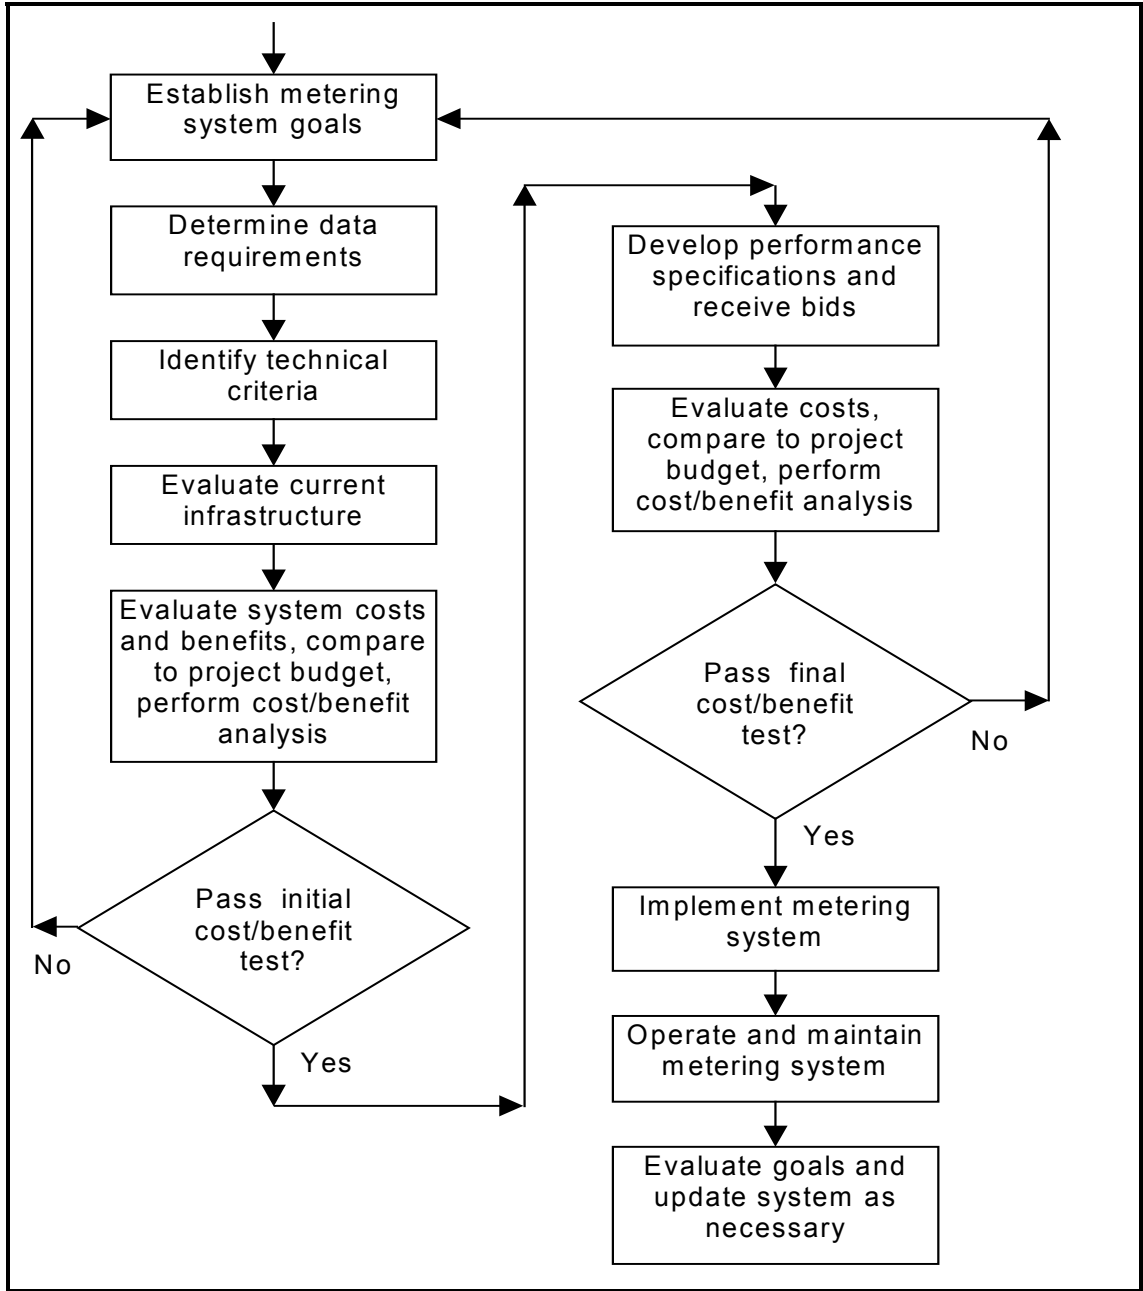 Establish metering
system goals
Determine data
requirements
Identify technical
criteria
Evaluate current
infrastructure
Evaluate system costs
and benefits, compare
to project budget,
perform cost/benefit
analysis
Pass initial
cost/benefit
test?
No
Yes
Develop performance
specifications and
receive bids
Evaluate costs,
compare to project
budget, perform
cost/benefit analysis
Pass final
cost/benefit
test?
No
Yes
Implement metering
system
Operate and maintain
metering system
Evaluate goals and
update system as
necessary